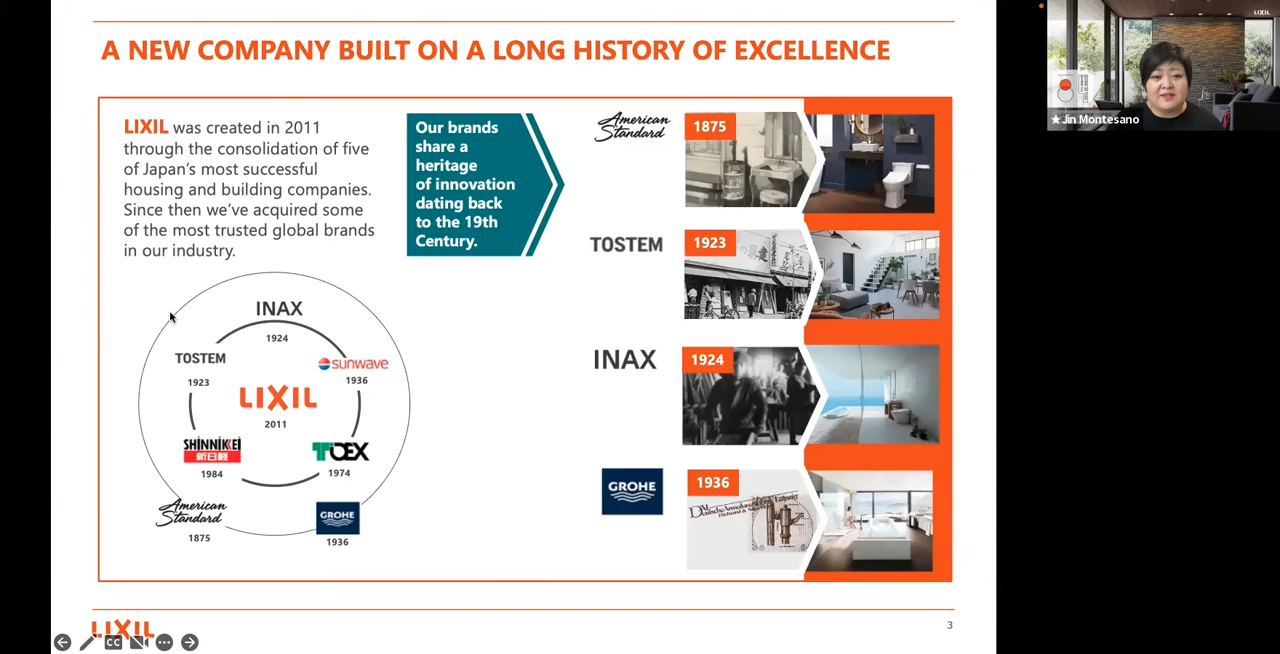 A NEW COMPANY BUILT ON A LONG HISTORY OF EXCELLENCE
LIXIL was created in 2011
through the consolidation of five
of Japan's most successful
housing and building companies.
Since then we've acquired some
of the most trusted global brands
in our industry.
Our brands
share a
heritage
of innovation
dating back
to the 19th
Century.
INAX
1924
TOSTEM
1923
sunwave
1936
LIXIL
2011
SHINNIKKEI
新日軽
1984
TOEX
1974
American
Standard
1875
GROHE
1936
American
Standard
1875
TOSTEM
1923
INAX
1924
GROHE
1936
LIXIL
3
CC
LIXIL
Jin Montesano